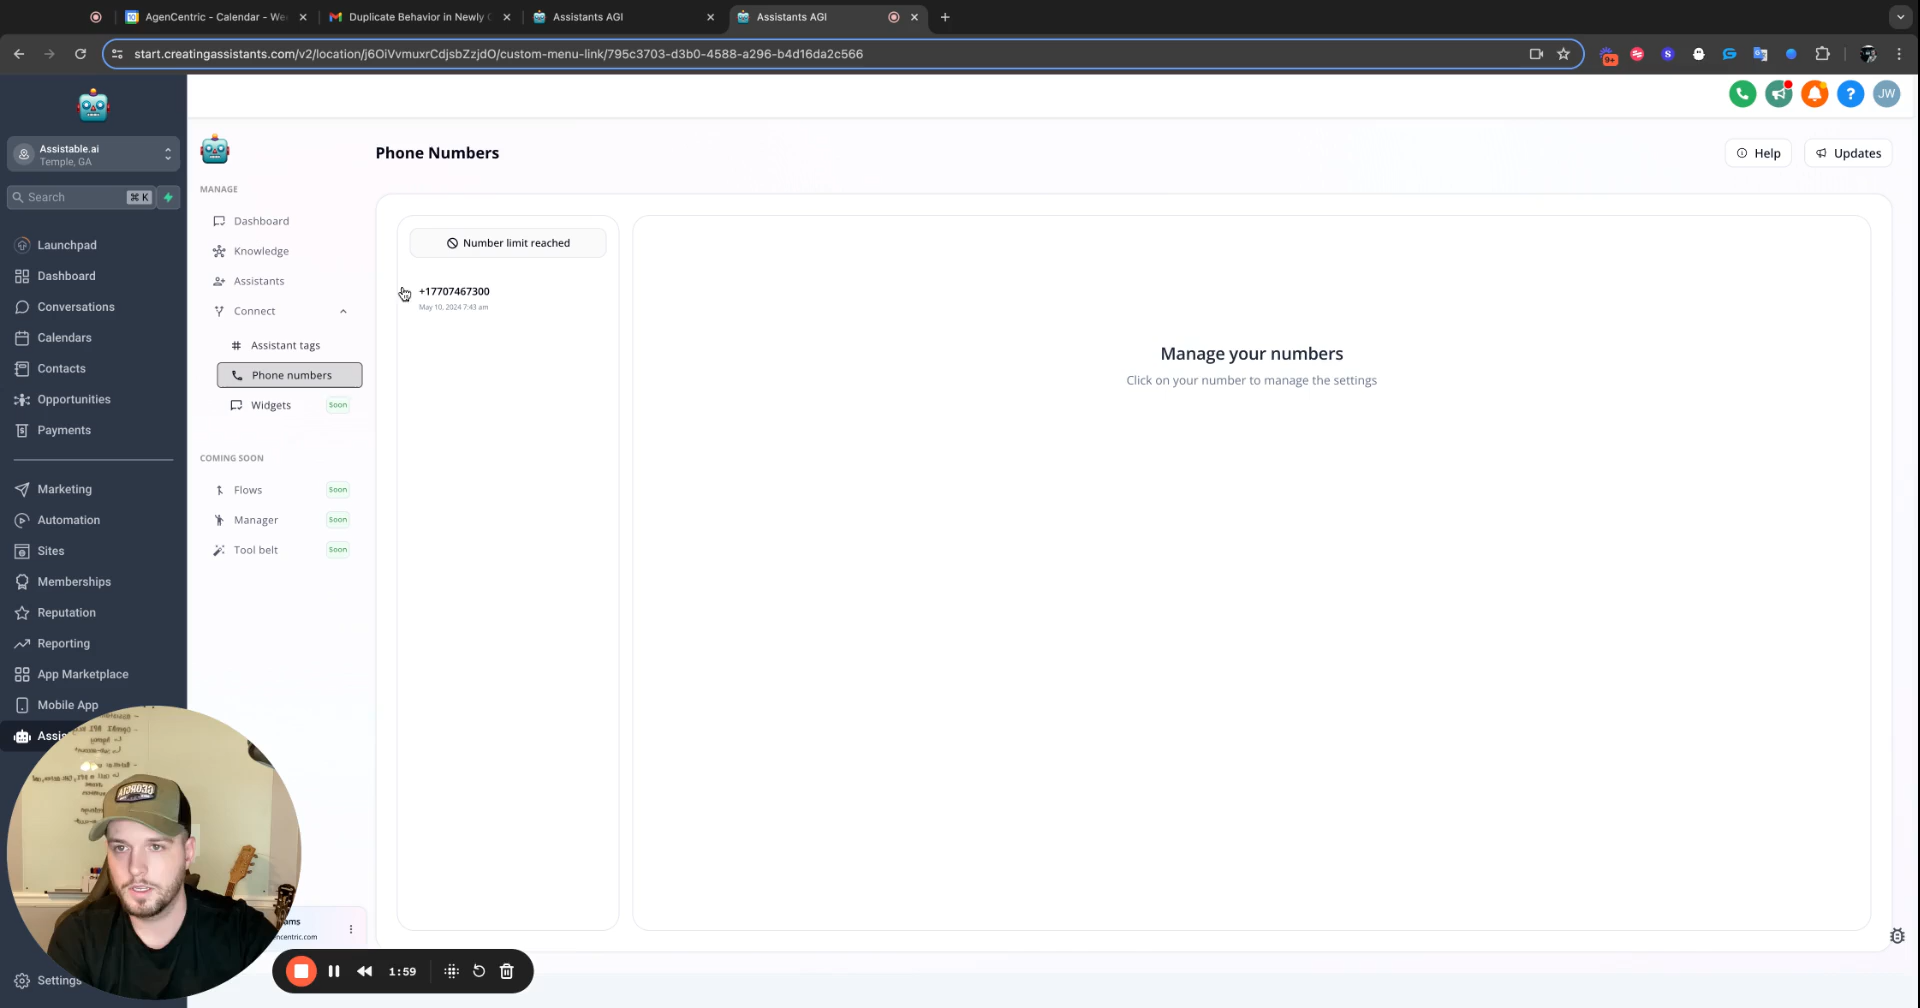 AgenCentric - Calendar - We
Duplicate Behavior in Newly C
Assistants AGI
Assistants AGI
start.creatingassistants.com/v2/location/j6OiVvmuxrCdjsbZzjdO/custom-menu-link/795c3703-d3b0-4588-a296-b4d16da2c566
9+
S
Assistable.ai
Temple, GA
Search
⌘ K
Launchpad
Dashboard
Conversations
Calendars
Contacts
Opportunities
Payments
Marketing
Automation
Sites
Memberships
Reputation
Reporting
App Marketplace
Mobile App
Assis
Settings
MANAGE
Dashboard
Knowledge
Assistants
Connect
Assistant tags
Phone numbers
Widgets
Soon
COMING SOON
Flows
Soon
Manager
Soon
Tool belt
Soon
ams
ncentric.com
JW
Phone Numbers
Help
Updates
Number limit reached
+17707467300
May 10, 2024 7:43 am
Manage your numbers
Click on your number to manage the settings
GEORGIA
1:59